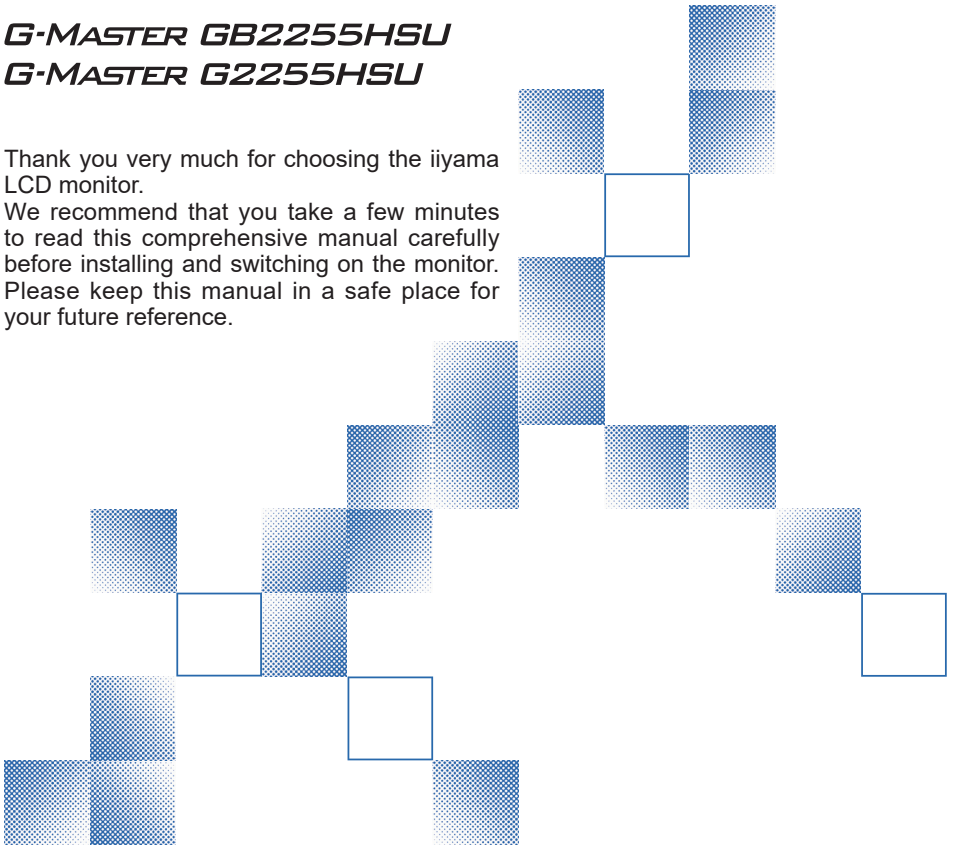 G-MASTER GB2255HSU
G-MASTER G2255HSU
Thank you very much for choosing the iiyama
LCD monitor.
We recommend that you take a few minutes
to read this comprehensive manual carefully
before installing and switching on the monitor.
Please keep this manual in a safe place for
your future reference.